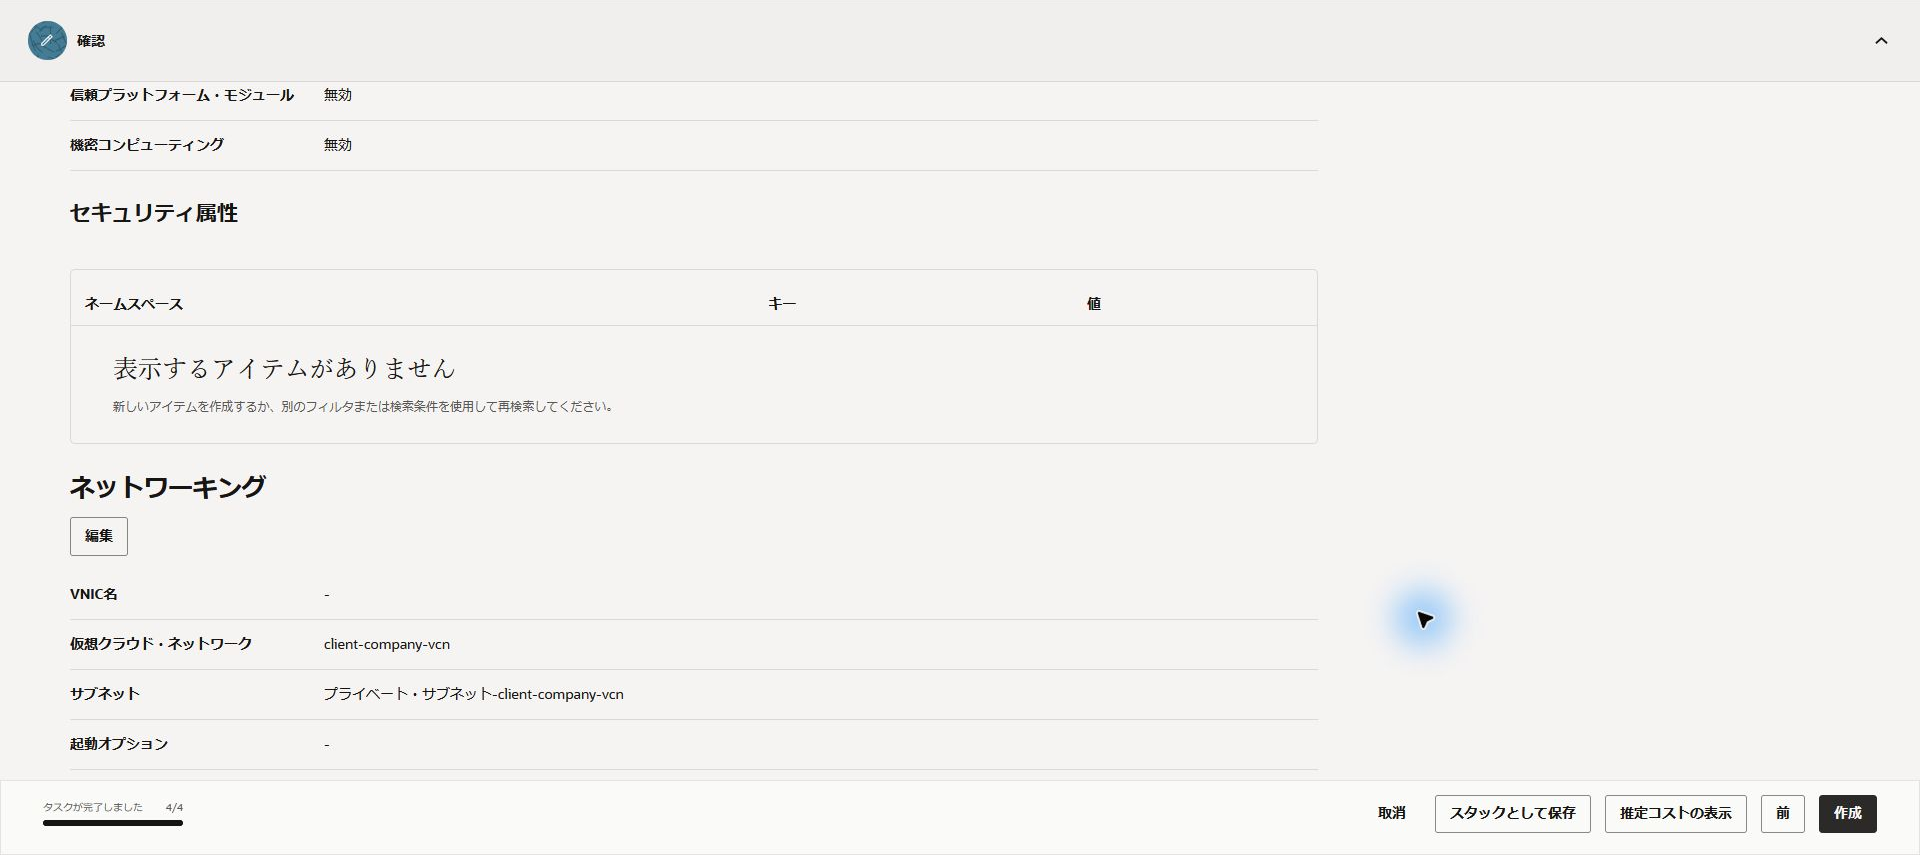 確認
信頼プラットフォーム・モジュール 無効
機密コンピューティング 無効
セキュリティ属性
ネームスペース キー 値
表示するアイテムがありません
新しいアイテムを作成するか、別のフィルタまたは検索条件を使用して再検索してください。
ネットワーキング
編集
VNIC名 -
仮想クラウド・ネットワーク client-company-vcn
サブネット プライベート・サブネット-client-company-vcn
起動オプション -
タスクが完了しました 4/4
取消 スタックとして保存 推定コストの表示 前 作成